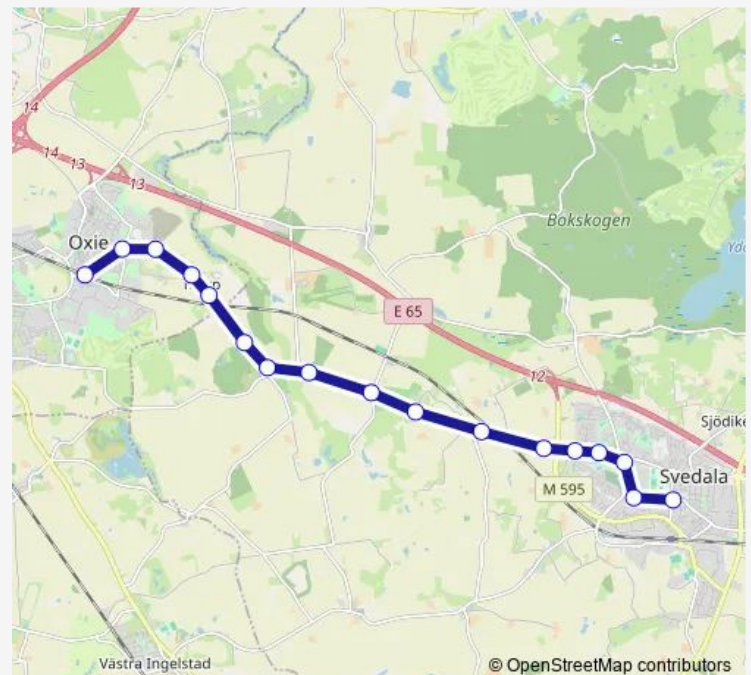 14
14
13
13
Oxie
Bokskogen
E 65
12
Sjödike
Svedala
M 595
Västra Ingelstad
© OpenStreetMap contributors